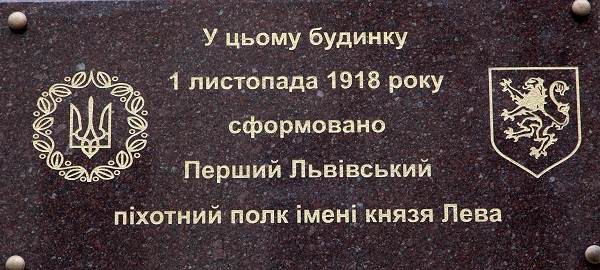 У цьому будинку
1 листопада 1918 року
сформовано
Перший Львівський
піхотний полк імені князя Лева